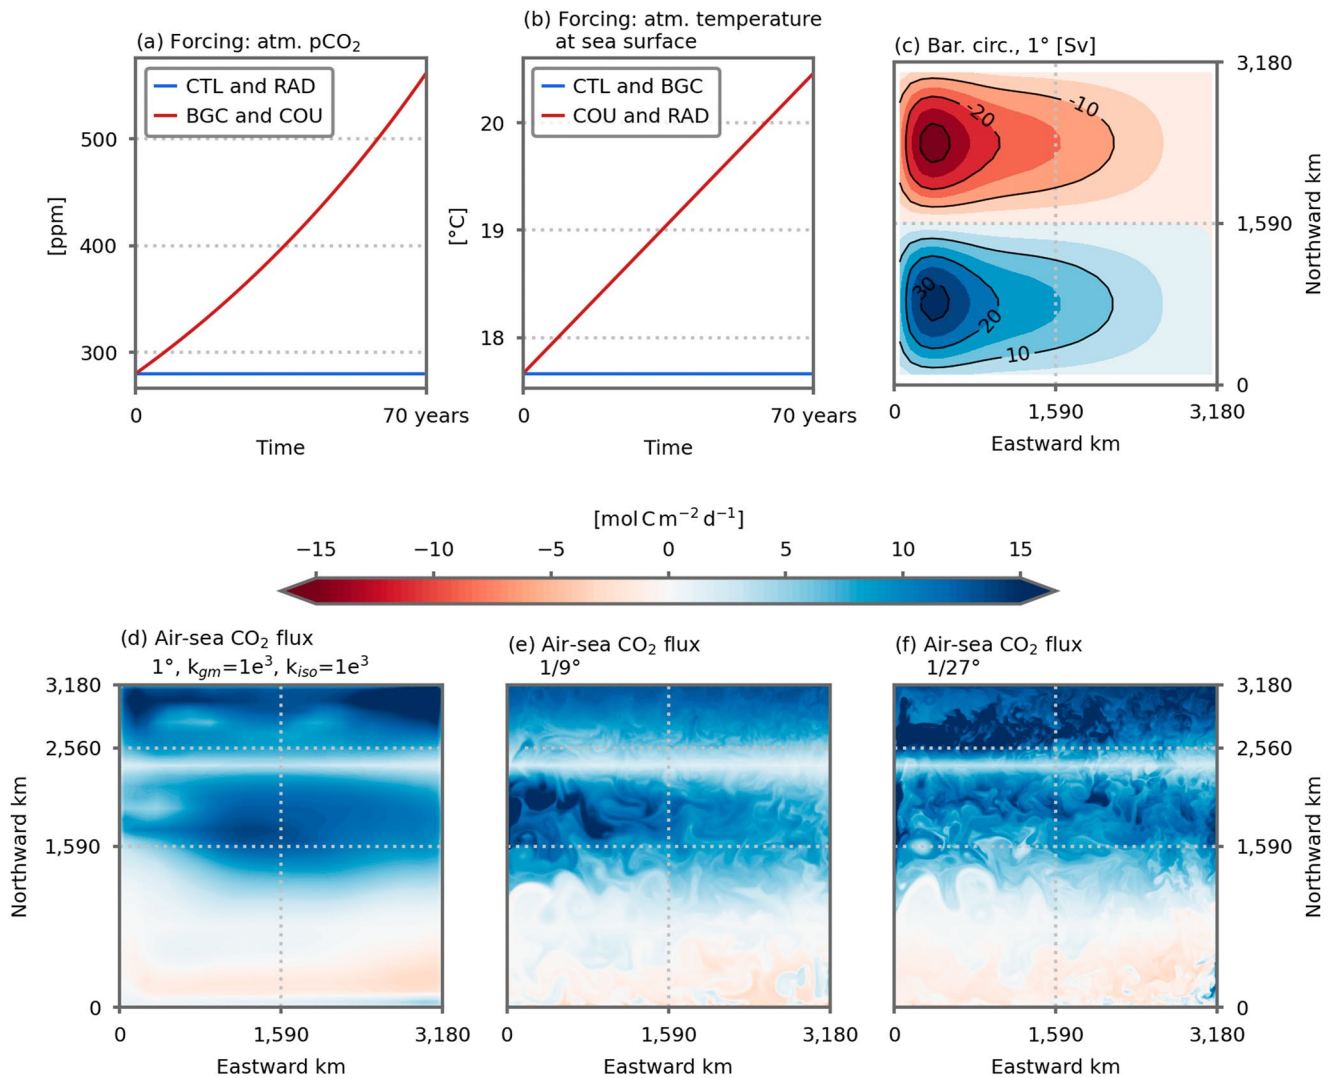 (a) Forcing: atm. pCO₂
CTL and RAD
BGC and COU
[ppm]
500
400
300
0
70 years
Time
(b) Forcing: atm. temperature
at sea surface
CTL and BGC
COU and RAD
[°C]
20
19
18
0
70 years
Time
(c) Bar. circ., 1° [Sv]
-20
-10
30
20
10
3,180
1,590
0
Northward km
0
1,590
3,180
Eastward km
[mol C m⁻² d⁻¹]
−15
−10
−5
0
5
10
15
(d) Air-sea CO₂ flux
1°, k_gm=1e³, k_iso=1e³
3,180
2,560
1,590
0
Northward km
0
1,590
3,180
Eastward km
(e) Air-sea CO₂ flux
1/9°
0
1,590
3,180
Eastward km
(f) Air-sea CO₂ flux
1/27°
3,180
2,560
1,590
0
Northward km
0
1,590
3,180
Eastward km